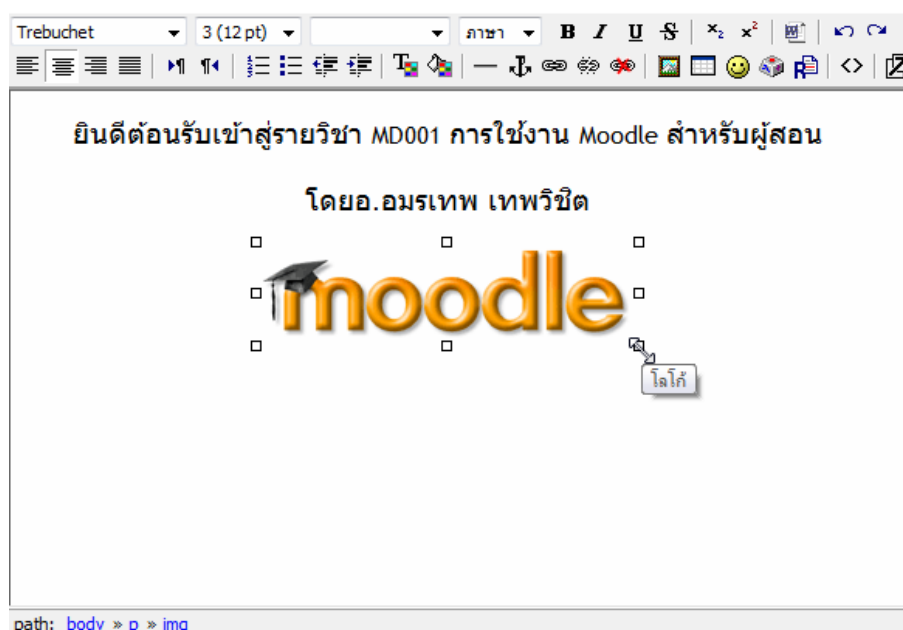 Trebuchet 3 (12 pt) ภาษา B I U S x₂ x²
ยินดีต้อนรับเข้าสู่รายวิชา MD001 การใช้งาน Moodle สำหรับผู้สอน
โดยอ.อมรเทพ เทพวิชิต
moodle
โลโก้
path: body » p » img